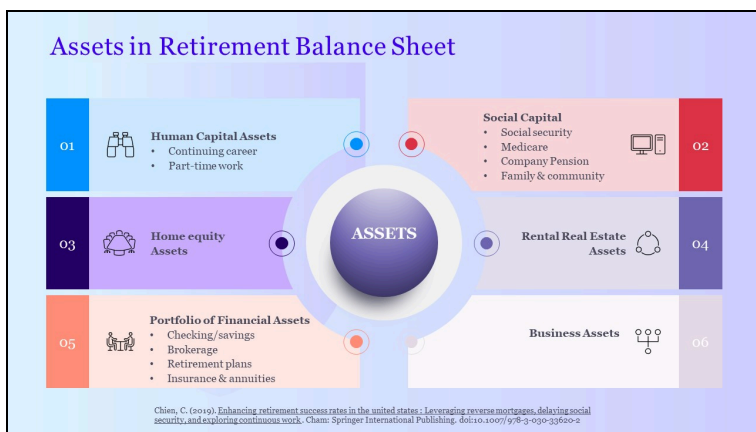 Assets in Retirement Balance Sheet
01
Human Capital Assets
• Continuing career
• Part-time work
Social Capital
• Social security
• Medicare
• Company Pension
• Family & community
02
03
Home equity
Assets
ASSETS
Rental Real Estate
Assets
04
05
Portfolio of Financial Assets
• Checking/savings
• Brokerage
• Retirement plans
• Insurance & annuities
Business Assets
06
Chien, C. (2019). Enhancing retirement success rates in the united states : Leveraging reverse mortgages, delaying social
security, and exploring continuous work. Cham: Springer International Publishing. doi:10.1007/978-3-030-33620-2